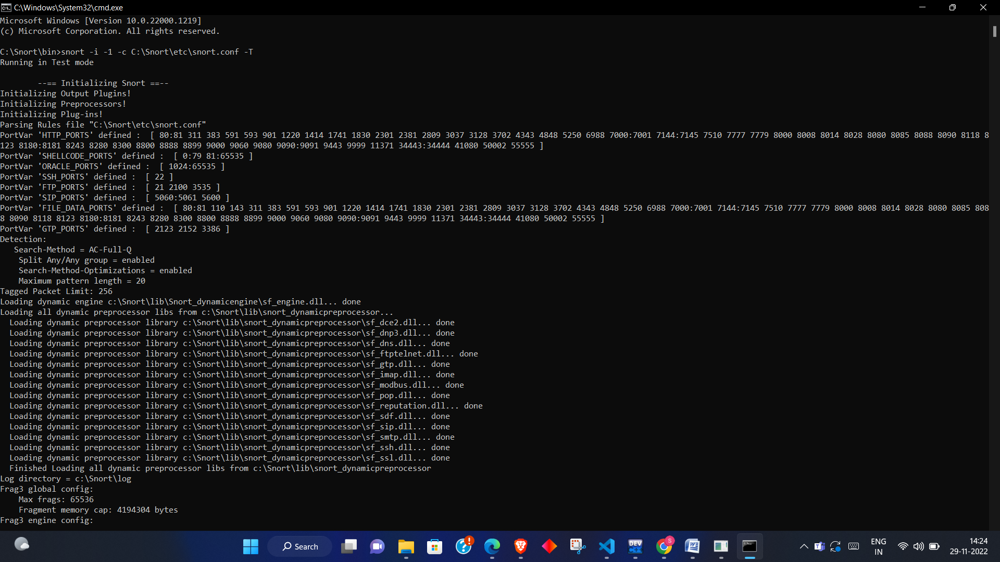 C:\Windows\System32\cmd.exe
Microsoft Windows [Version 10.0.22000.1219]
(c) Microsoft Corporation. All rights reserved.
C:\Snort\bin>snort -i -1 -c C:\Snort\etc\snort.conf -T
Running in Test mode
--== Initializing Snort ==--
Initializing Output Plugins!
Initializing Preprocessors!
Initializing Plug-ins!
Parsing Rules file "C:\Snort\etc\snort.conf"
PortVar 'HTTP_PORTS' defined :  [ 80:81 311 383 591 593 901 1220 1414 1741 1830 2301 2381 2809 3037 3128 3702 4343 4848 5250 6988 7000:7001 7144:7145 7510 7777 7779 8000 8008 8014 8028 8080 8085 8088 8090 8118 8
123 8180:8181 8243 8280 8300 8800 8888 8899 9000 9060 9080 9090:9091 9443 9999 11371 34443:34444 41080 50002 55555 ]
PortVar 'SHELLCODE_PORTS' defined :  [ 0:79 81:65535 ]
PortVar 'ORACLE_PORTS' defined :  [ 1024:65535 ]
PortVar 'SSH_PORTS' defined :  [ 22 ]
PortVar 'FTP_PORTS' defined :  [ 21 2100 3535 ]
PortVar 'SIP_PORTS' defined :  [ 5060:5061 5600 ]
PortVar 'FILE_DATA_PORTS' defined :  [ 80:81 110 143 311 383 591 593 901 1220 1414 1741 1830 2301 2381 2809 3037 3128 3702 4343 4848 5250 6988 7000:7001 7144:7145 7510 7777 7779 8000 8008 8014 8028 8080 8085 808
8 8090 8118 8123 8180:8181 8243 8280 8300 8800 8888 8899 9000 9060 9080 9090:9091 9443 9999 11371 34443:34444 41080 50002 55555 ]
PortVar 'GTP_PORTS' defined :  [ 2123 2152 3386 ]
Detection:
Search-Method = AC-Full-Q
Split Any/Any group = enabled
Search-Method-Optimizations = enabled
Maximum pattern length = 20
Tagged Packet Limit: 256
Loading dynamic engine c:\Snort\lib\Snort_dynamicengine\sf_engine.dll... done
Loading all dynamic preprocessor libs from c:\Snort\lib\snort_dynamicpreprocessor...
Loading dynamic preprocessor library c:\Snort\lib\snort_dynamicpreprocessor\sf_dce2.dll... done
Loading dynamic preprocessor library c:\Snort\lib\snort_dynamicpreprocessor\sf_dnp3.dll... done
Loading dynamic preprocessor library c:\Snort\lib\snort_dynamicpreprocessor\sf_dns.dll... done
Loading dynamic preprocessor library c:\Snort\lib\snort_dynamicpreprocessor\sf_ftptelnet.dll... done
Loading dynamic preprocessor library c:\Snort\lib\snort_dynamicpreprocessor\sf_gtp.dll... done
Loading dynamic preprocessor library c:\Snort\lib\snort_dynamicpreprocessor\sf_imap.dll... done
Loading dynamic preprocessor library c:\Snort\lib\snort_dynamicpreprocessor\sf_modbus.dll... done
Loading dynamic preprocessor library c:\Snort\lib\snort_dynamicpreprocessor\sf_pop.dll... done
Loading dynamic preprocessor library c:\Snort\lib\snort_dynamicpreprocessor\sf_reputation.dll... done
Loading dynamic preprocessor library c:\Snort\lib\snort_dynamicpreprocessor\sf_sdf.dll... done
Loading dynamic preprocessor library c:\Snort\lib\snort_dynamicpreprocessor\sf_sip.dll... done
Loading dynamic preprocessor library c:\Snort\lib\snort_dynamicpreprocessor\sf_smtp.dll... done
Loading dynamic preprocessor library c:\Snort\lib\snort_dynamicpreprocessor\sf_ssh.dll... done
Loading dynamic preprocessor library c:\Snort\lib\snort_dynamicpreprocessor\sf_ssl.dll... done
Finished Loading all dynamic preprocessor libs from c:\Snort\lib\snort_dynamicpreprocessor
Log directory = c:\Snort\log
Frag3 global config:
Max frags: 65536
Fragment memory cap: 4194304 bytes
Frag3 engine config:
Search
DEV
C++
S
ENG
IN
14:24
29-11-2022